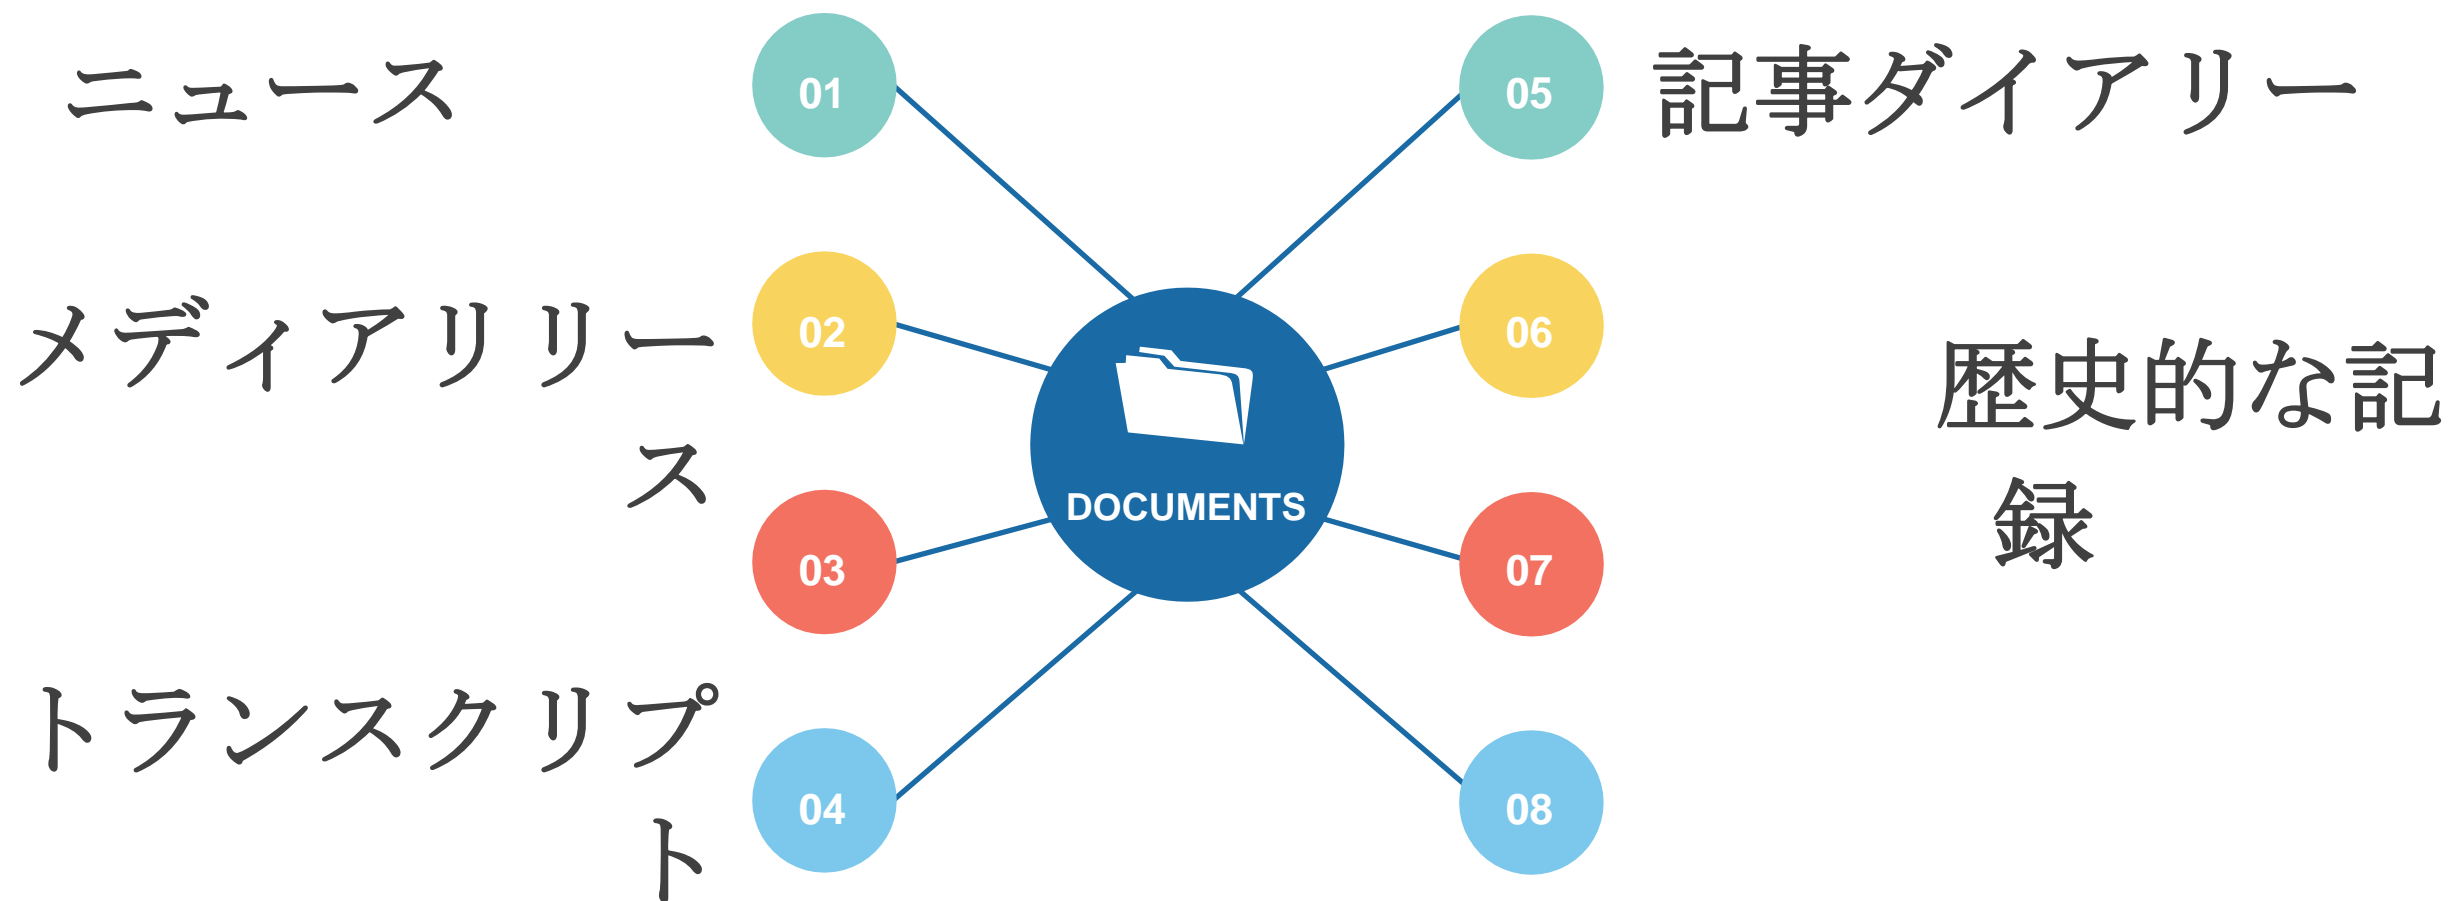 ニュース
01
メディアリリー
ス
02
03
トランスクリプ
ト
04
DOCUMENTS
05
記事ダイアリー
06
歴史的な記
録
07
08